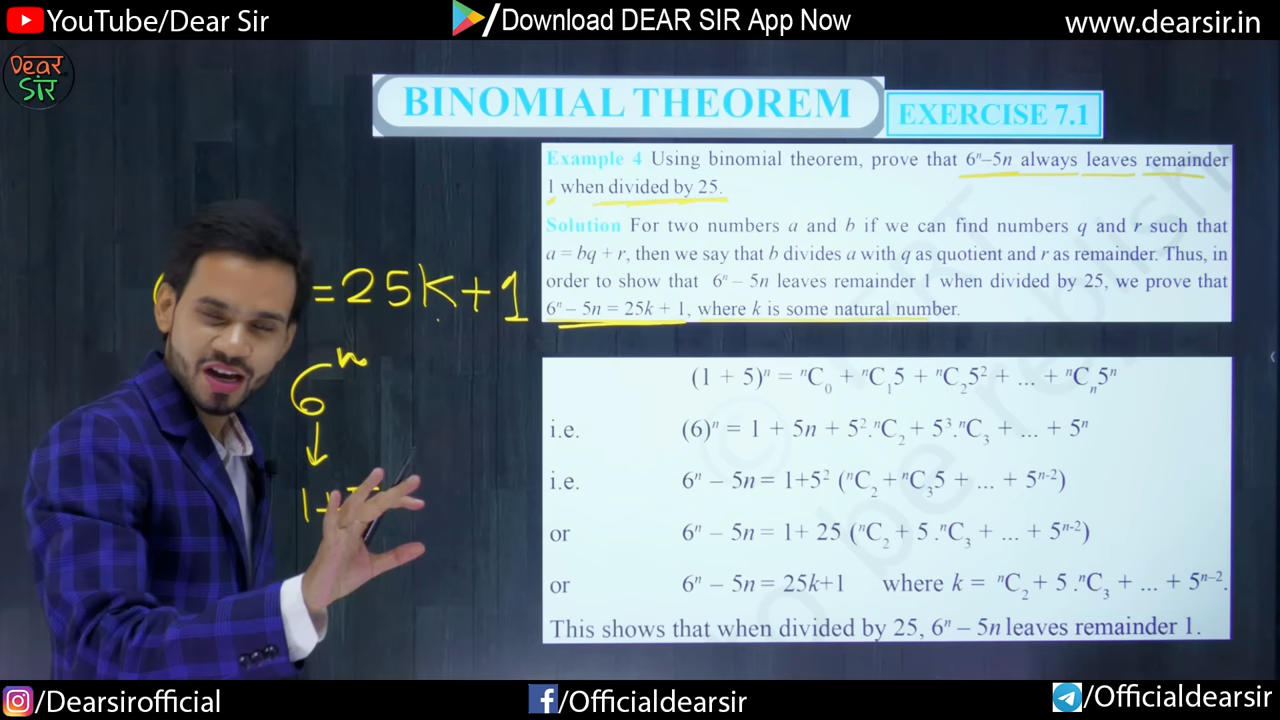 YouTube/Dear Sir
/Download DEAR SIR App Now
www.dearsir.in
Dear
Sir
BINOMIAL THEOREM
EXERCISE 7.1
Example 4 Using binomial theorem, prove that 6ⁿ–5n always leaves remainder
1 when divided by 25.
Solution For two numbers a and b if we can find numbers q and r such that
a = bq + r, then we say that b divides a with q as quotient and r as remainder. Thus, in
order to show that 6ⁿ – 5n leaves remainder 1 when divided by 25, we prove that
6ⁿ – 5n = 25k + 1, where k is some natural number.
= 25K+1
6ⁿ
1+
(1 + 5)ⁿ = ⁿC₀ + ⁿC₁5 + ⁿC₂5² + ... + ⁿCₙ5ⁿ
i.e. (6)ⁿ = 1 + 5n + 5².ⁿC₂ + 5³.ⁿC₃ + ... + 5ⁿ
i.e. 6ⁿ – 5n = 1+5² (ⁿC₂ + ⁿC₃5 + ... + 5ⁿ⁻²)
or 6ⁿ – 5n = 1+ 25 (ⁿC₂ + 5 .ⁿC₃ + ... + 5ⁿ⁻²)
or 6ⁿ – 5n = 25k+1 where k = ⁿC₂ + 5 .ⁿC₃ + ... + 5ⁿ⁻².
This shows that when divided by 25, 6ⁿ – 5n leaves remainder 1.
/Dearsirofficial
/Officialdearsir
/Officialdearsir